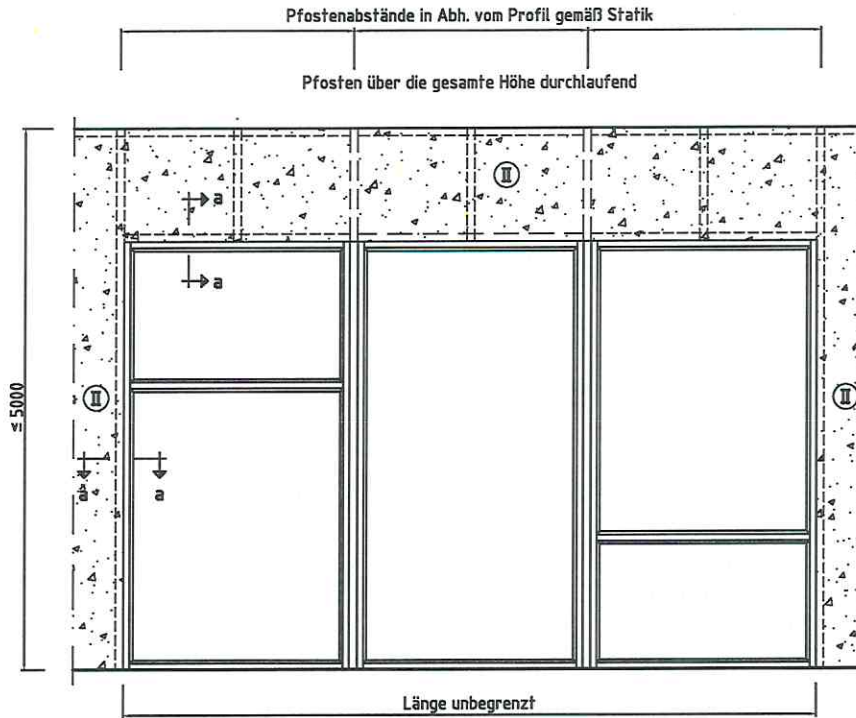 Pfostenabstände in Abh. vom Profil gemäß Statik
Pfosten über die gesamte Höhe durchlaufend
II
a
a
≤ 5000
II
II
a
a
Länge unbegrenzt